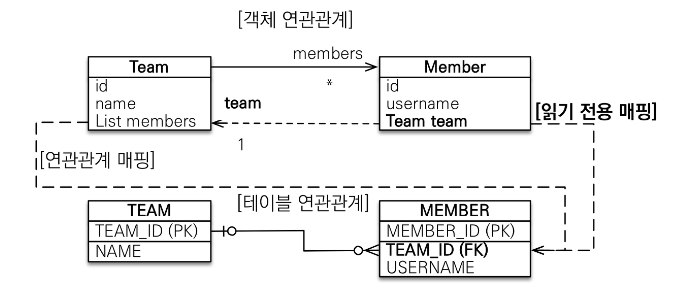 [객체 연관관계]
members
Team
id
name
List members
*
team
1
Member
id
username
Team team
[읽기 전용 매핑]
[연관관계 매핑]
[테이블 연관관계]
TEAM
TEAM_ID (PK)
NAME
MEMBER
MEMBER_ID (PK)
TEAM_ID (FK)
USERNAME